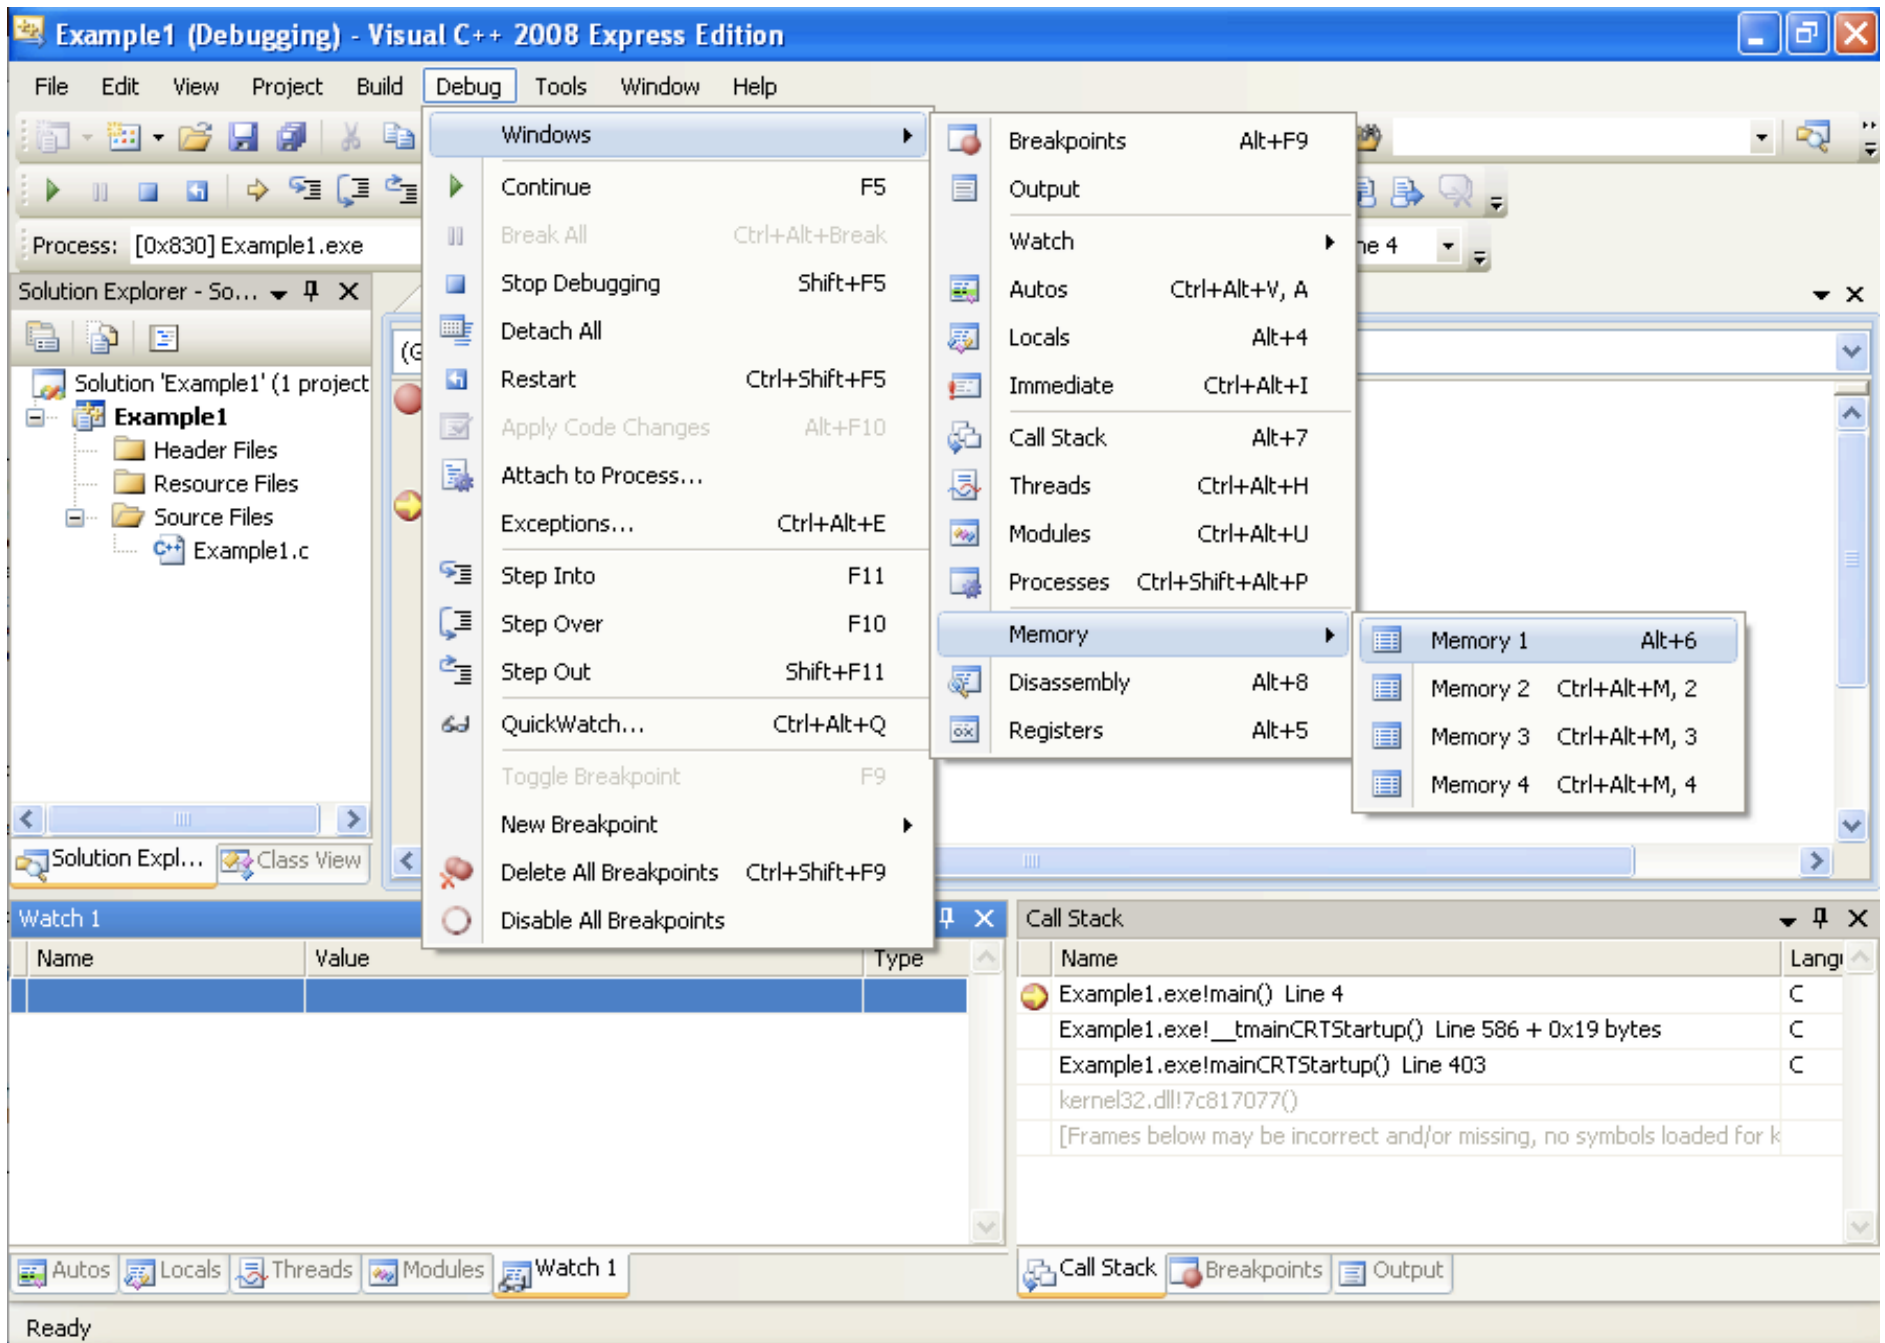 Example1 (Debugging) - Visual C++ 2008 Express Edition
File Edit View Project Build Debug Tools Window Help
Process: [0x830] Example1.exe
Solution Explorer - So...
Solution 'Example1' (1 project
Example1
Header Files
Resource Files
Source Files
Example1.c
Solution Expl... Class View
Windows
Continue F5
Break All Ctrl+Alt+Break
Stop Debugging Shift+F5
Detach All
Restart Ctrl+Shift+F5
Apply Code Changes Alt+F10
Attach to Process...
Exceptions... Ctrl+Alt+E
Step Into F11
Step Over F10
Step Out Shift+F11
QuickWatch... Ctrl+Alt+Q
Toggle Breakpoint F9
New Breakpoint
Delete All Breakpoints Ctrl+Shift+F9
Disable All Breakpoints
Breakpoints Alt+F9
Output
Watch
Autos Ctrl+Alt+V, A
Locals Alt+4
Immediate Ctrl+Alt+I
Call Stack Alt+7
Threads Ctrl+Alt+H
Modules Ctrl+Alt+U
Processes Ctrl+Shift+Alt+P
Memory
Disassembly Alt+8
Registers Alt+5
Memory 1 Alt+6
Memory 2 Ctrl+Alt+M, 2
Memory 3 Ctrl+Alt+M, 3
Memory 4 Ctrl+Alt+M, 4
Watch 1
Name Value Type
Autos Locals Threads Modules Watch 1
Call Stack
Name Langu
Example1.exe!main() Line 4 C
Example1.exe!__tmainCRTStartup() Line 586 + 0x19 bytes C
Example1.exe!mainCRTStartup() Line 403 C
kernel32.dll!7c817077()
[Frames below may be incorrect and/or missing, no symbols loaded for k
Call Stack Breakpoints Output
Ready